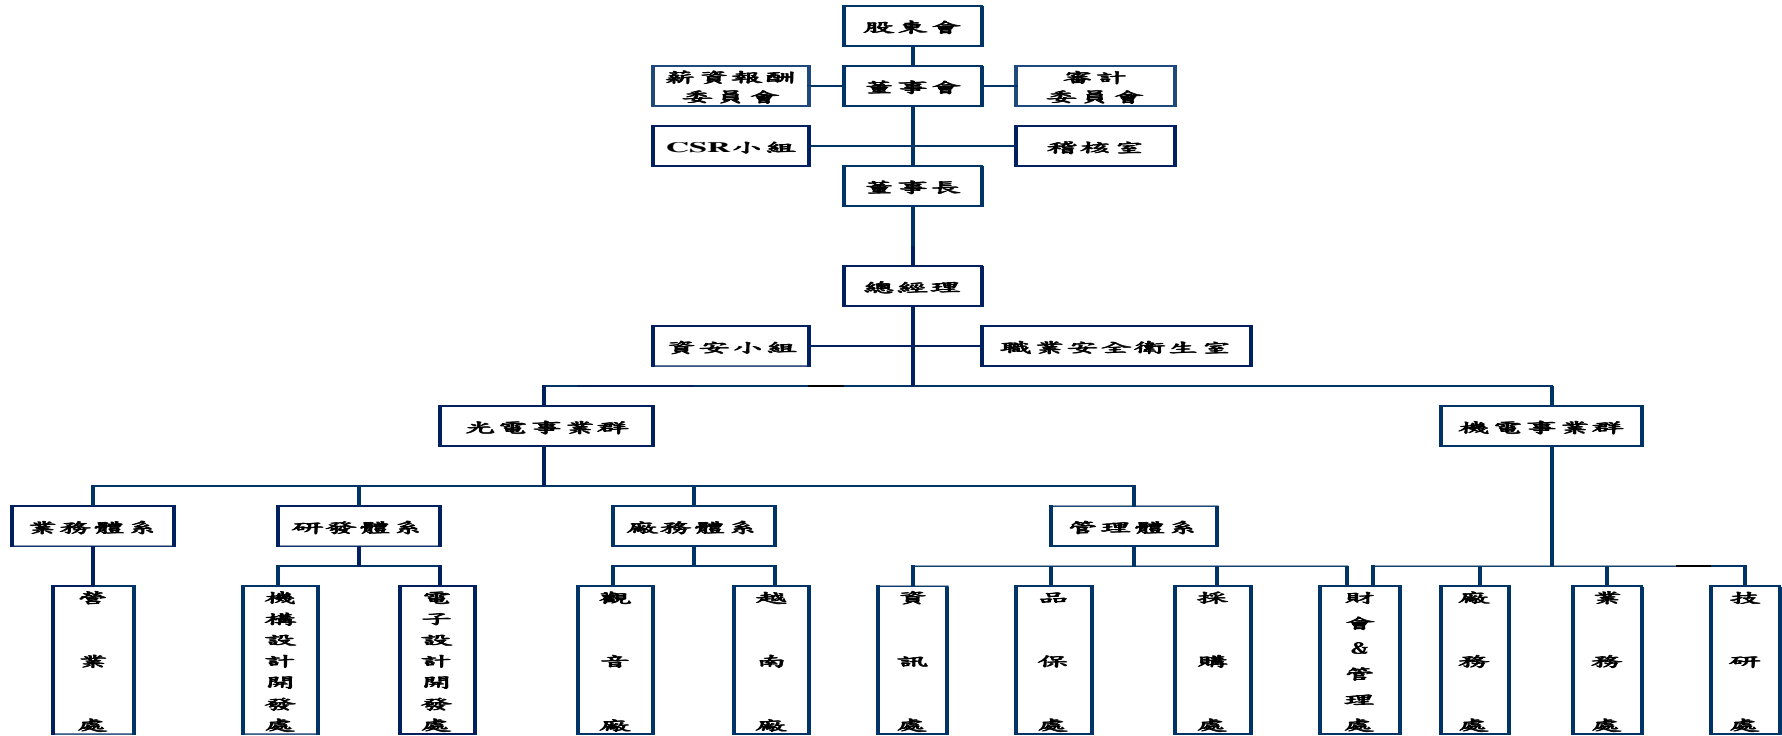 股東會
薪資報酬
委員會
董事會
審計
委員會
CSR小組
稽核室
董事長
總經理
資安小組
職業安全衛生室
光電事業群
機電事業群
業務體系
研發體系
廠務體系
管理體系
營業處
機構設計開發處
電子設計開發處
觀音廠
越南廠
資訊處
品保處
採購處
財會&管理處
廠務處
業務處
技研處